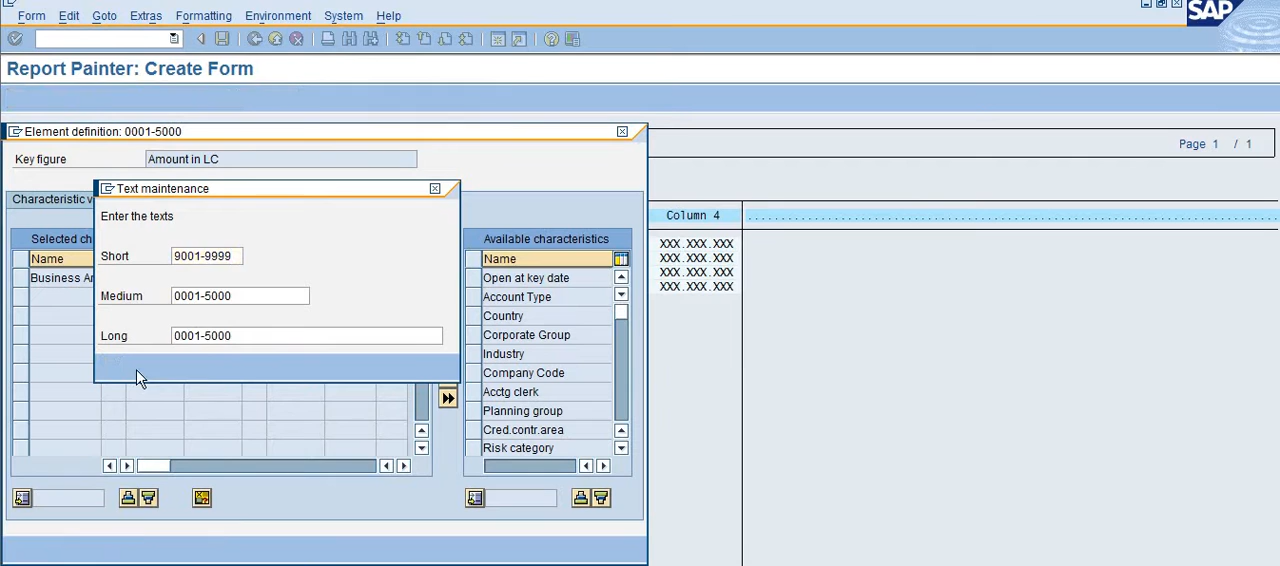 Form Edit Goto Extras Formatting Environment System Help
SAP
Report Painter: Create Form
Element definition: 0001-5000
Key figure Amount in LC
Page 1 / 1
Text maintenance
Characteristic v
Enter the texts
Column 4
Selected ch
Available characteristics
Short 9001-9999
Name
Name
XXX.XXX.XXX
XXX.XXX.XXX
XXX.XXX.XXX
XXX.XXX.XXX
Business Ar
Open at key date
Medium 0001-5000
Account Type
Country
Long 0001-5000
Corporate Group
Industry
Company Code
Acctg clerk
Planning group
Cred.contr.area
Risk category